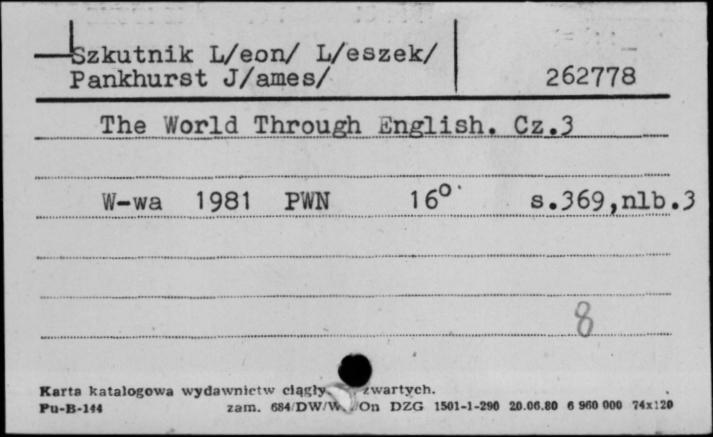 Szkutnik L/eon/ L/eszek/
Pankhurst J/ames/ 262778
The World Through English. Cz.3
W-wa 1981 PWN 16° s.369,nlb.3
8
Karta katalogowa wydawnictw ciągły zwartych.
Pu-B-144 zam. 684/DW/W On DZG 1501-1-290 20.06.80 6 960 000 74x120